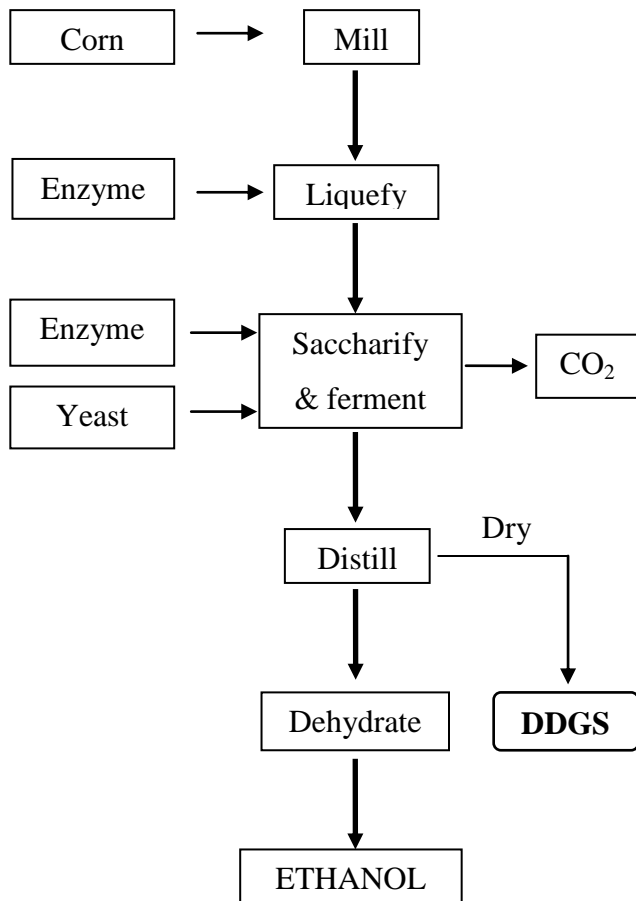 Corn
Mill
Enzyme
Liquefy
Enzyme
Saccharify
& ferment
CO₂
Yeast
Dry
Distill
Dehydrate
DDGS
ETHANOL